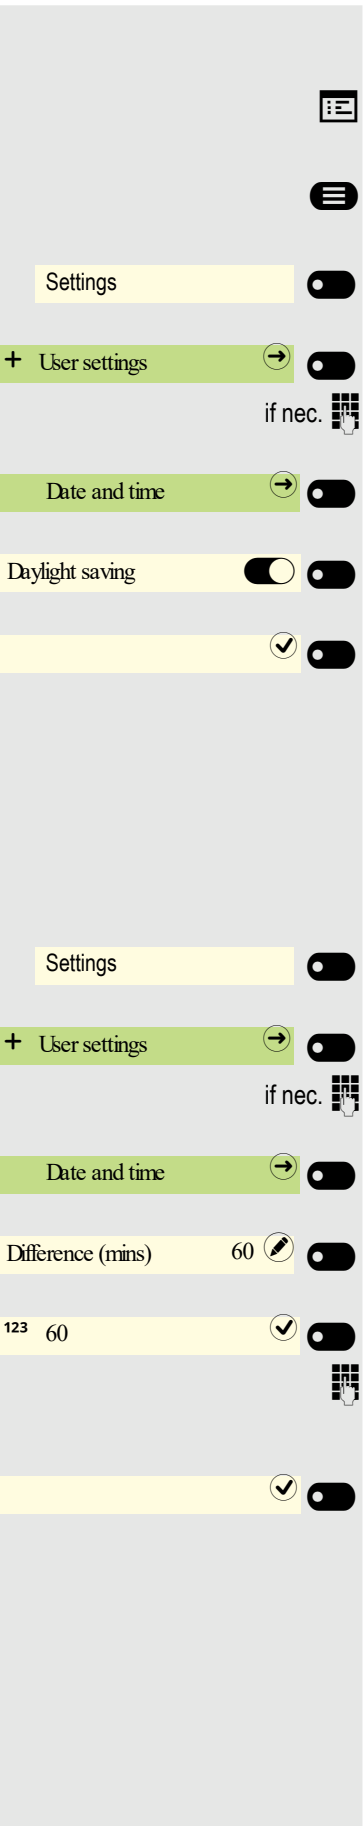 Settings
+ User settings
if nec.
Date and time
Daylight saving
Settings
+ User settings
if nec.
Date and time
Difference (mins) 60
123 60